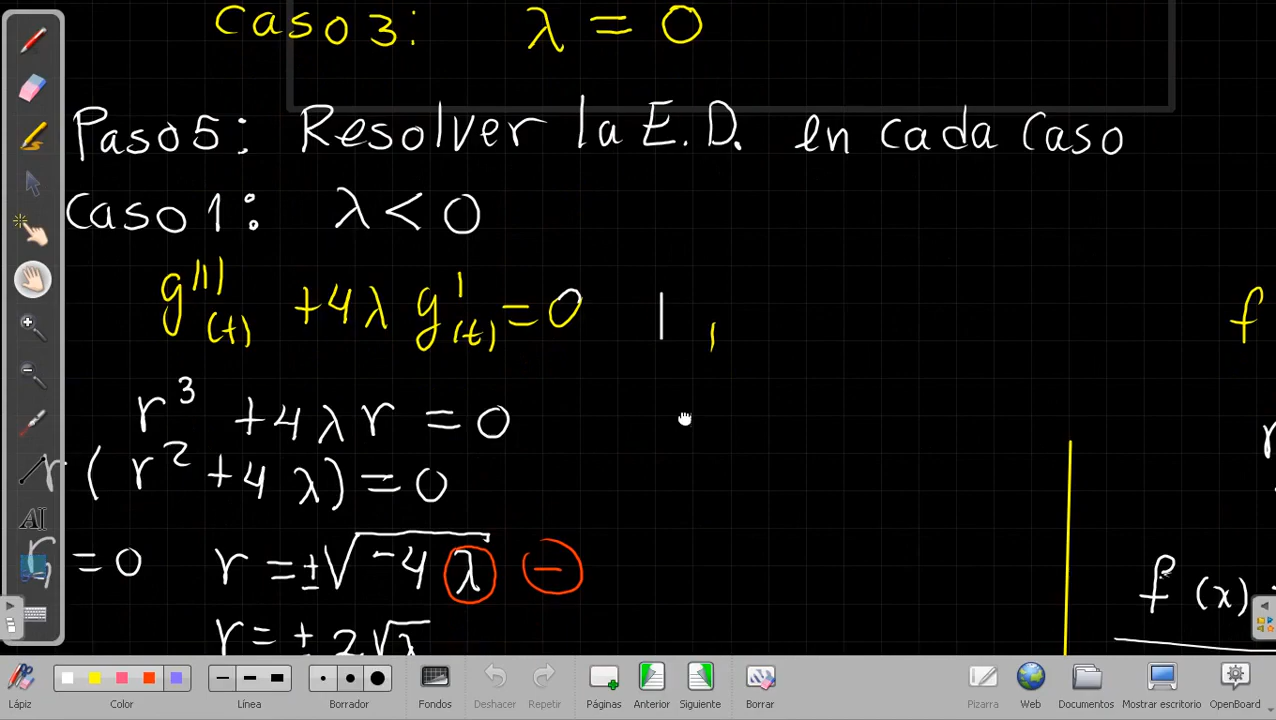 Caso 3: λ = 0
Paso 5: Resolver la E.D. en cada caso
Caso 1: λ < 0
g'''(t) + 4λ g'(t) = 0
f
r³ + 4λr = 0
r(r² + 4λ) = 0
r = 0 r = ±√-4λ −
f(x)
r = ± 2√λ
Lápiz Color Línea Borrador Fondos Deshacer Repetir Páginas Anterior Siguiente Borrar Pizarra Web Documentos Mostrar escritorio OpenBoard